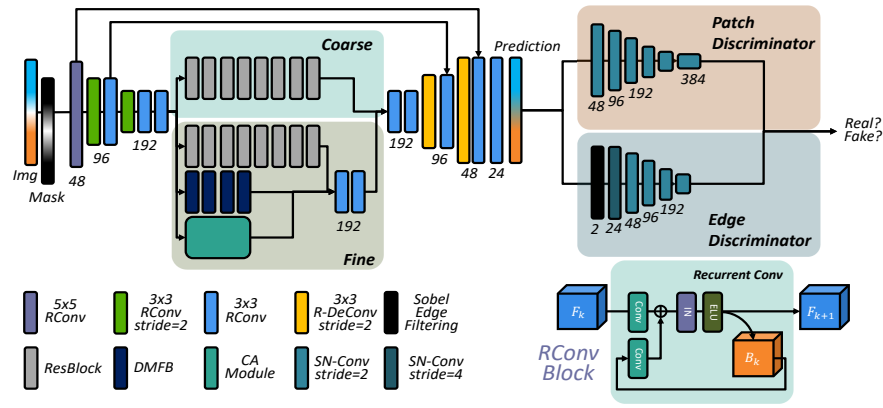 Coarse
Prediction
Patch
Discriminator
384
192
96
48
Img
Mask
48
96
192
192
Fine
192
96
48
24
Real?
Fake?
2
24
48
96
192
Edge
Discriminator
5x5
RConv
3x3
RConv
stride=2
3x3
RConv
3x3
R-DeConv
stride=2
Sobel
Edge
Filtering
ResBlock
DMFB
CA
Module
SN-Conv
stride=2
SN-Conv
stride=4
Recurrent Conv
F_k
Conv
IN
ELU
F_{k+1}
Conv
B_k
RConv
Block